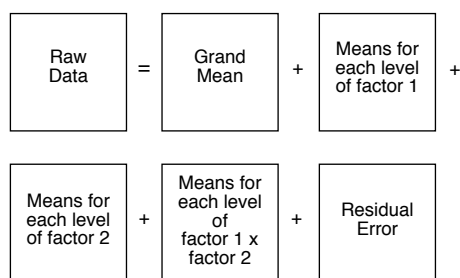 Raw
Data
=
Grand
Mean
+
Means for
each level
of factor 1
+
Means for
each level
of factor 2
+
Means for
each level
of
factor 1 x
factor 2
+
Residual
Error